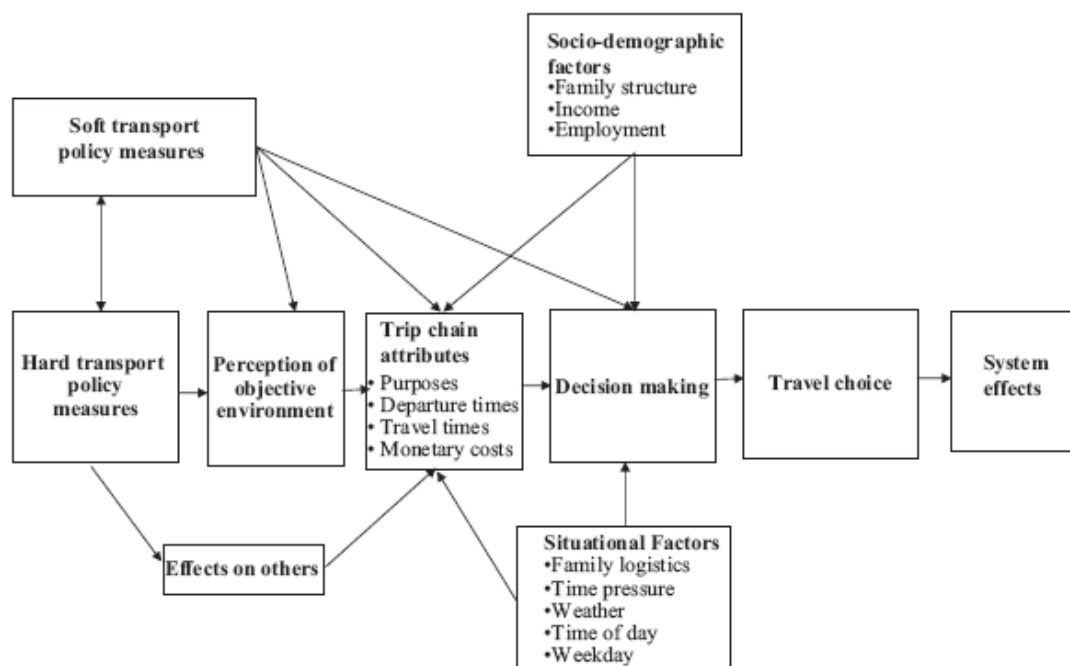 Socio-demographic
factors
•Family structure
•Income
•Employment
Soft transport
policy measures
Hard transport
policy
measures
Perception of
objective
environment
Trip chain
attributes
• Purposes
• Departure times
• Travel times
• Monetary costs
Decision making
Travel choice
System
effects
Effects on others
Situational Factors
•Family logistics
•Time pressure
•Weather
•Time of day
•Weekday